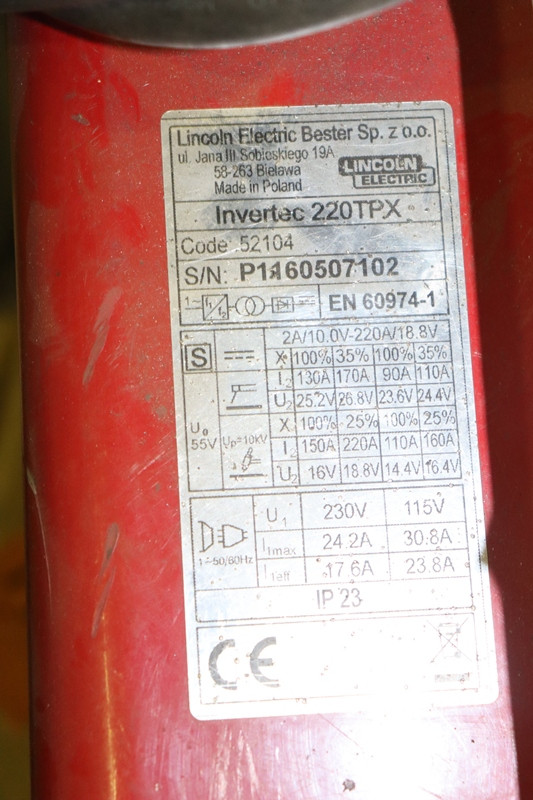 Lincoln Electric Bester Sp. z o.o.
ul. Jana III Sobieskiego 19A
58-263 Bielawa
Made in Poland
LINCOLN
ELECTRIC
Invertec 220TPX
Code 52104
S/N: P1160507102
1~ f1 f2 EN 60974-1
S 2A/10.0V-220A/18.8V
X 100% 35% 100% 35%
I2 130A 170A 90A 110A
U2 25.2V 26.8V 23.6V 24.4V
U0 55V
Up=10kV
X 100% 25% 100% 25%
I2 150A 220A 110A 160A
U2 16V 18.8V 14.4V 16.4V
U1 230V 115V
I1max 24.2A 30.8A
1~50/60Hz
I1eff 17.6A 23.8A
IP 23
CE